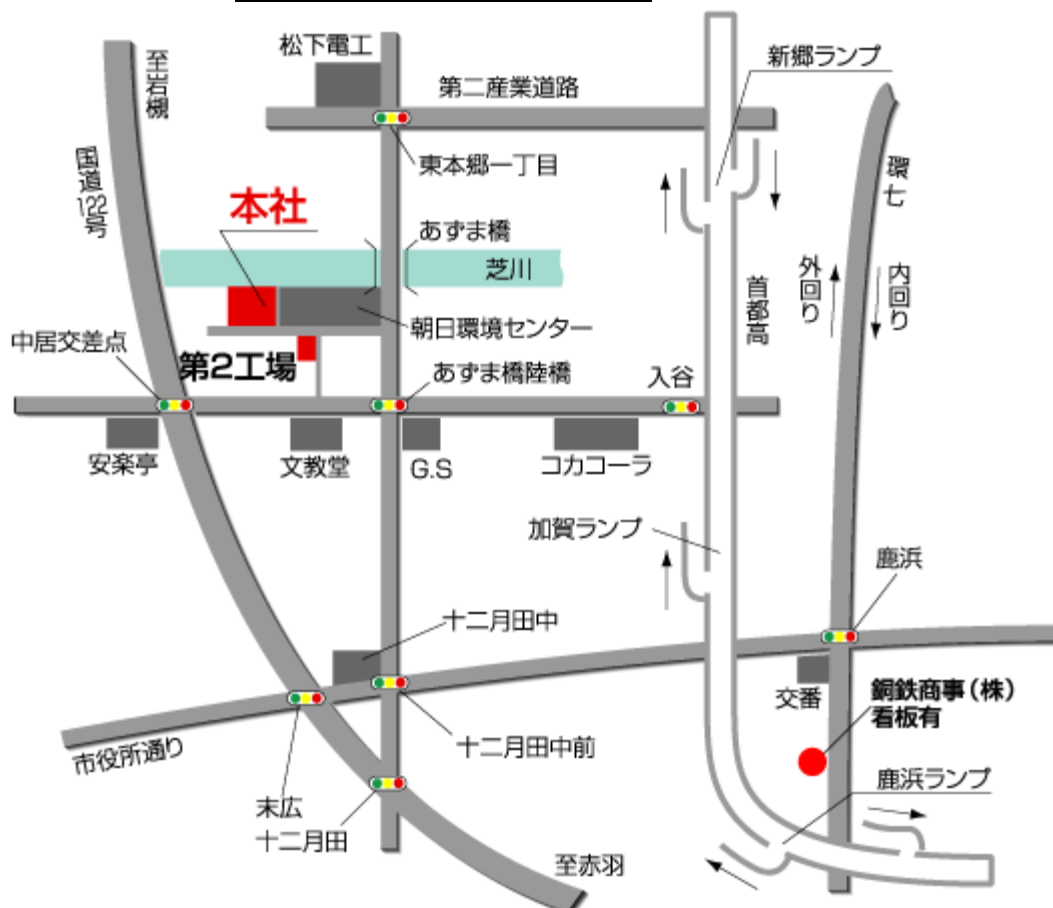 松下電工
新郷ランプ
至岩槻
第二産業道路
国道122号
東本郷一丁目
環七
本社
あずま橋
芝川
外回り
内回り
首都高
朝日環境センター
中居交差点
第2工場
あずま橋陸橋
入谷
安楽亭
文教堂
G.S
コカコーラ
加賀ランプ
鹿浜
十二月田中
交番
銅鉄商事(株)
看板有
市役所通り
十二月田中前
鹿浜ランプ
末広
十二月田
至赤羽